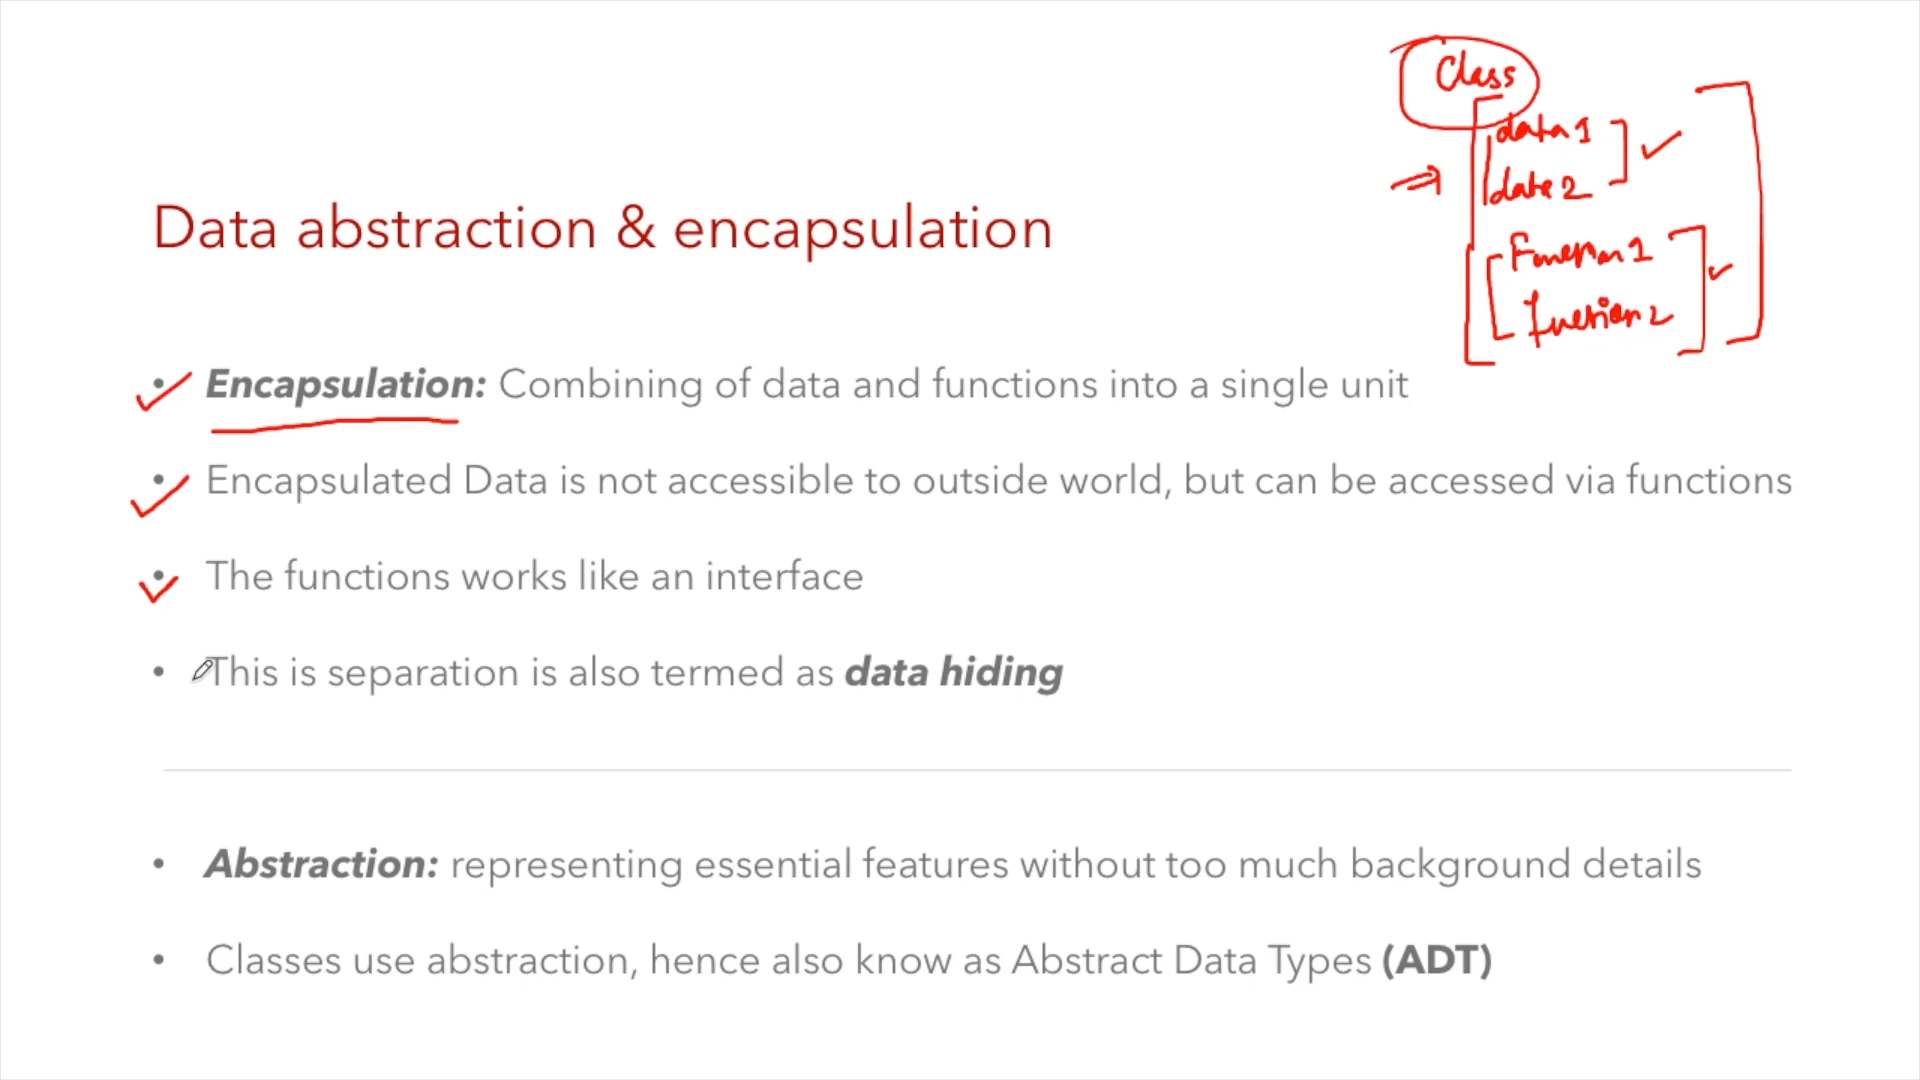 Class
data 1
date 2
Function 1
function 2
Data abstraction & encapsulation
• Encapsulation: Combining of data and functions into a single unit
• Encapsulated Data is not accessible to outside world, but can be accessed via functions
• The functions works like an interface
• This is separation is also termed as data hiding
• Abstraction: representing essential features without too much background details
• Classes use abstraction, hence also know as Abstract Data Types (ADT)